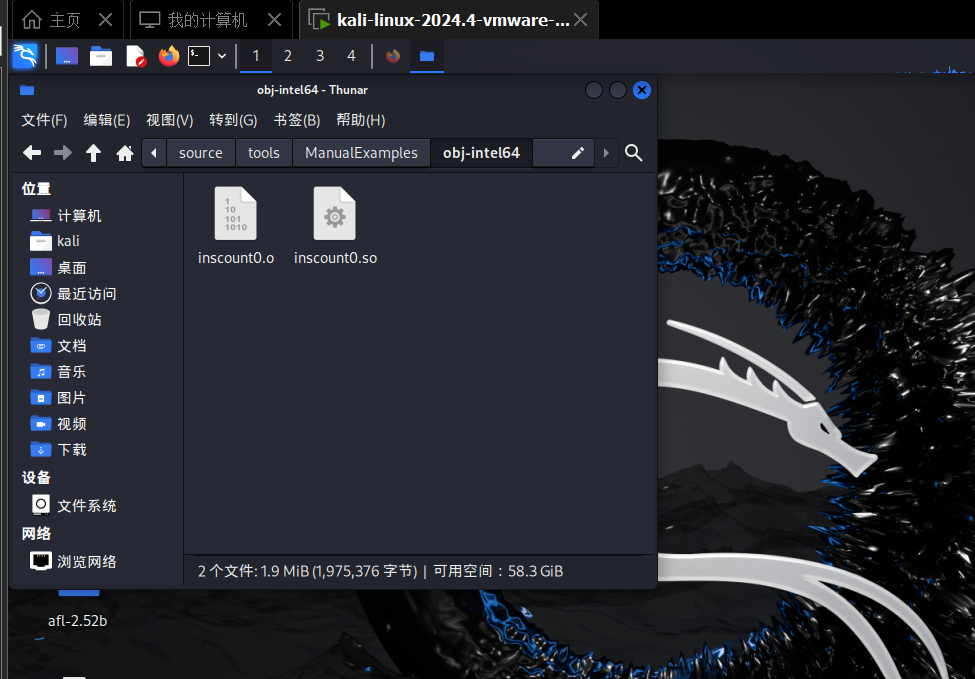 主页
我的计算机
kali-linux-2024.4-vmware-...
1 2 3 4
obj-intel64 - Thunar
文件(F) 编辑(E) 视图(V) 转到(G) 书签(B) 帮助(H)
source tools ManualExamples obj-intel64
位置
计算机
kali
桌面
最近访问
回收站
文档
音乐
图片
视频
下载
设备
文件系统
网络
浏览网络
1
10
101
1010
inscount0.o
inscount0.so
2 个文件: 1.9 MiB (1,975,376 字节) | 可用空间：58.3 GiB
afl-2.52b